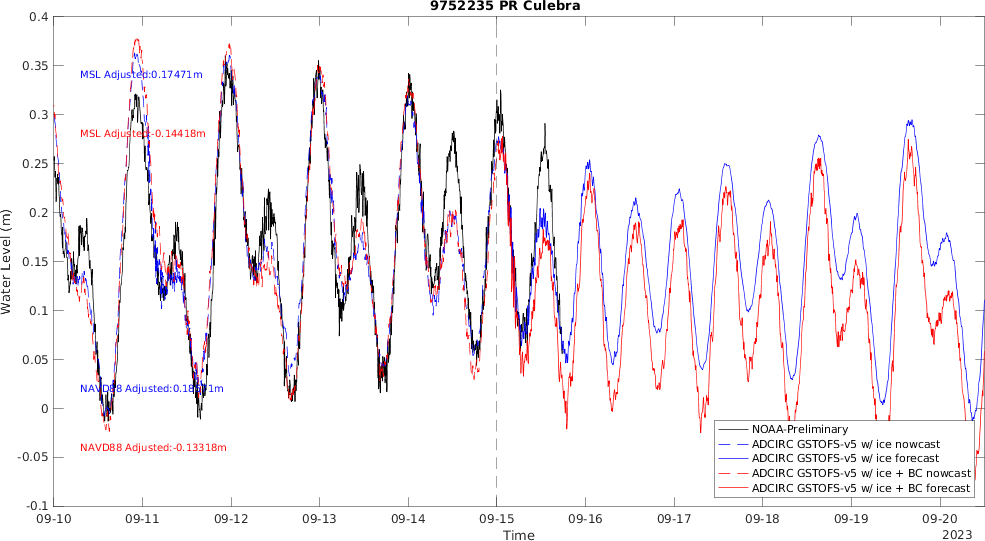 9752235 PR Culebra
0.4
0.35
0.3
0.25
0.2
0.15
0.1
0.05
0
-0.05
-0.1
Water Level (m)
MSL Adjusted:0.17471m
MSL Adjusted:-0.14418m
NAVD88
NAVD88 Adjusted:-0.13318m
NOAA-Preliminary
ADCIRC GSTOFS-v5 w/ ice nowcast
ADCIRC GSTOFS-v5 w/ ice forecast
ADCIRC GSTOFS-v5 w/ ice + BC nowcast
ADCIRC GSTOFS-v5 w/ ice + BC forecast
09-10 09-11 09-12 09-13 09-14 09-15 09-16 09-17 09-18 09-19 09-20
Time
2023